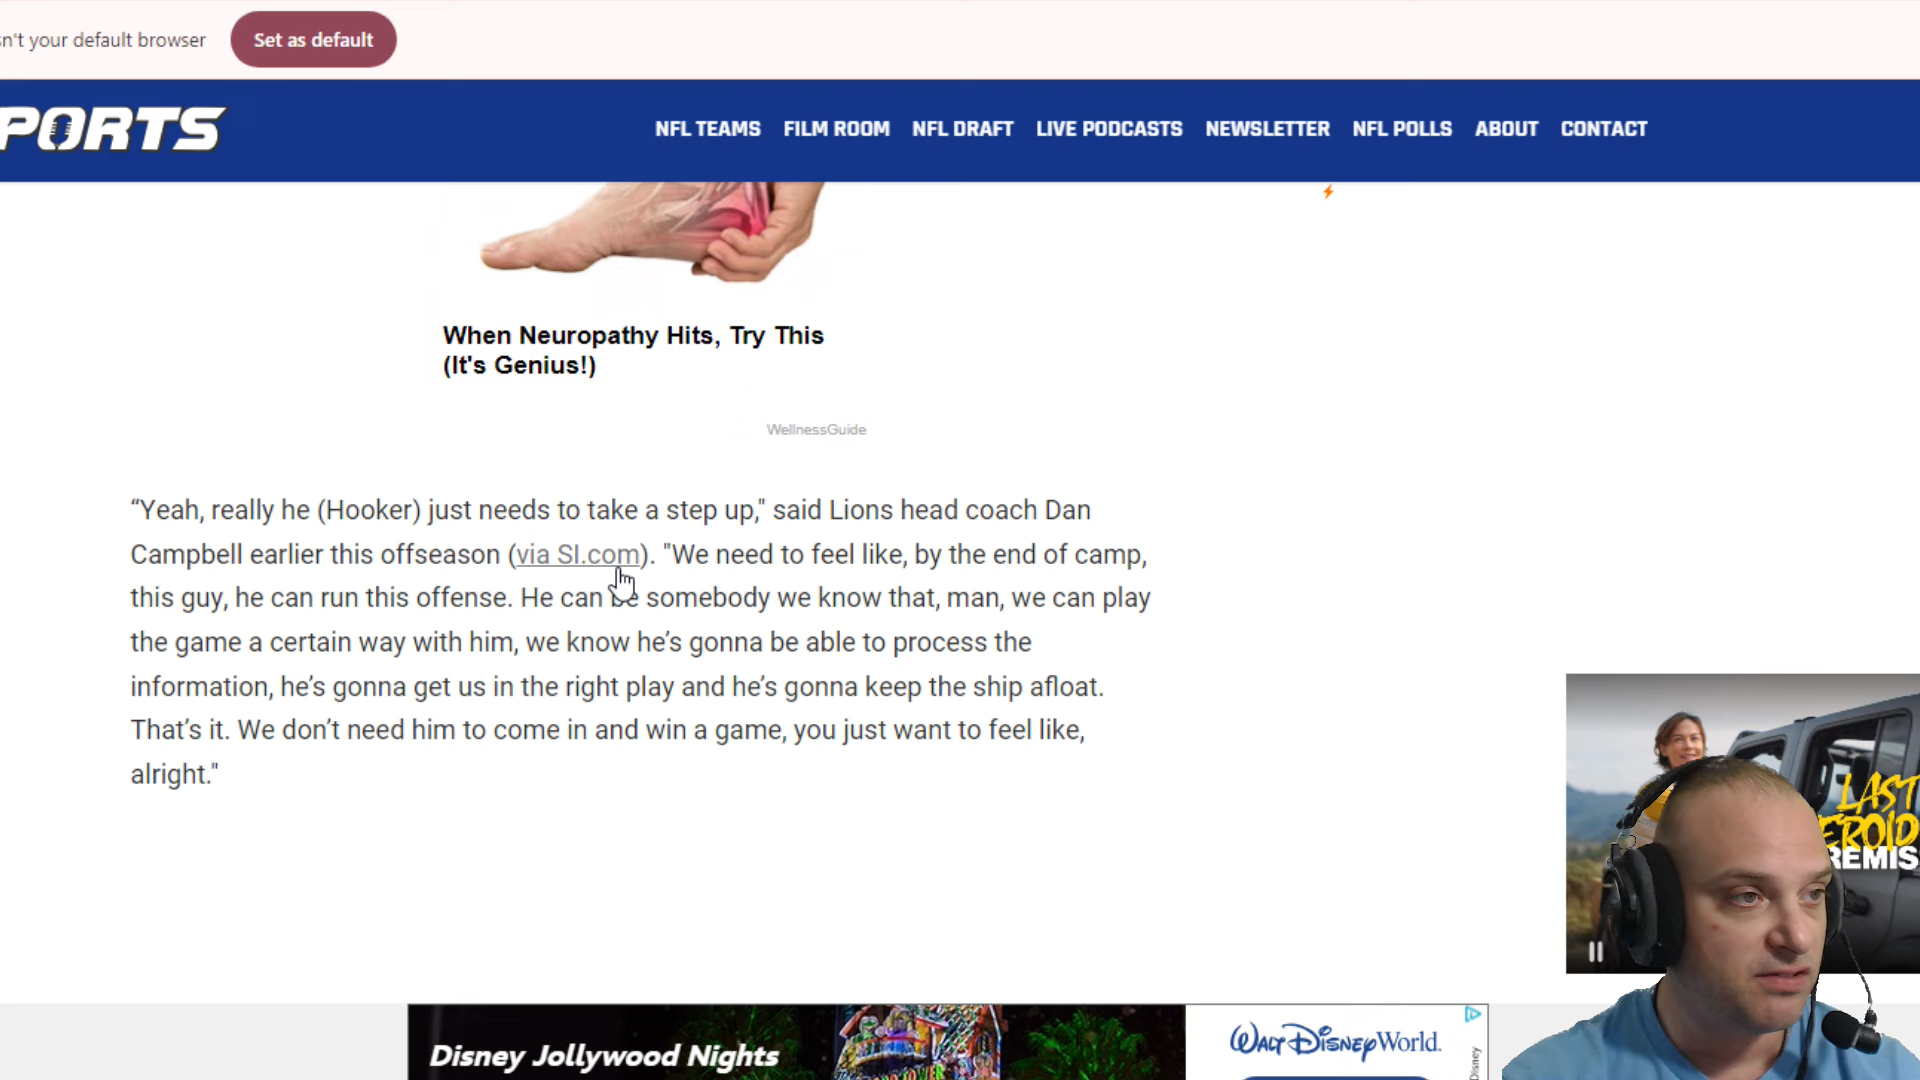 sn't your default browser
Set as default
PORTS
NFL TEAMS FILM ROOM NFL DRAFT LIVE PODCASTS NEWSLETTER NFL POLLS ABOUT CONTACT
When Neuropathy Hits, Try This
(It's Genius!)
WellnessGuide
“Yeah, really he (Hooker) just needs to take a step up," said Lions head coach Dan
Campbell earlier this offseason (via SI.com). "We need to feel like, by the end of camp,
this guy, he can run this offense. He can be somebody we know that, man, we can play
the game a certain way with him, we know he’s gonna be able to process the
information, he’s gonna get us in the right play and he’s gonna keep the ship afloat.
That’s it. We don’t need him to come in and win a game, you just want to feel like,
alright."
LAST
EROID
REMIS
Disney Jollywood Nights
Walt Disney World.
Disney